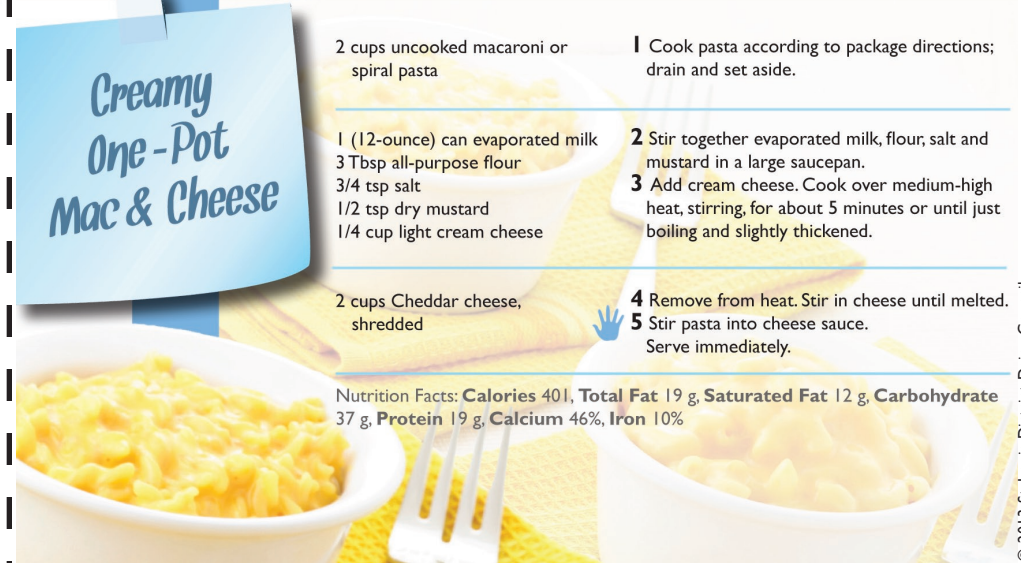 Creamy
One-Pot
Mac & Cheese
2 cups uncooked macaroni or
spiral pasta
1 Cook pasta according to package directions;
drain and set aside.
1 (12-ounce) can evaporated milk
3 Tbsp all-purpose flour
3/4 tsp salt
1/2 tsp dry mustard
1/4 cup light cream cheese
2 Stir together evaporated milk, flour, salt and
mustard in a large saucepan.
3 Add cream cheese. Cook over medium-high
heat, stirring, for about 5 minutes or until just
boiling and slightly thickened.
2 cups Cheddar cheese,
shredded
4 Remove from heat. Stir in cheese until melted.
5 Stir pasta into cheese sauce.
Serve immediately.
Nutrition Facts: Calories 401, Total Fat 19 g, Saturated Fat 12 g, Carbohydrate
37 g, Protein 19 g, Calcium 46%, Iron 10%